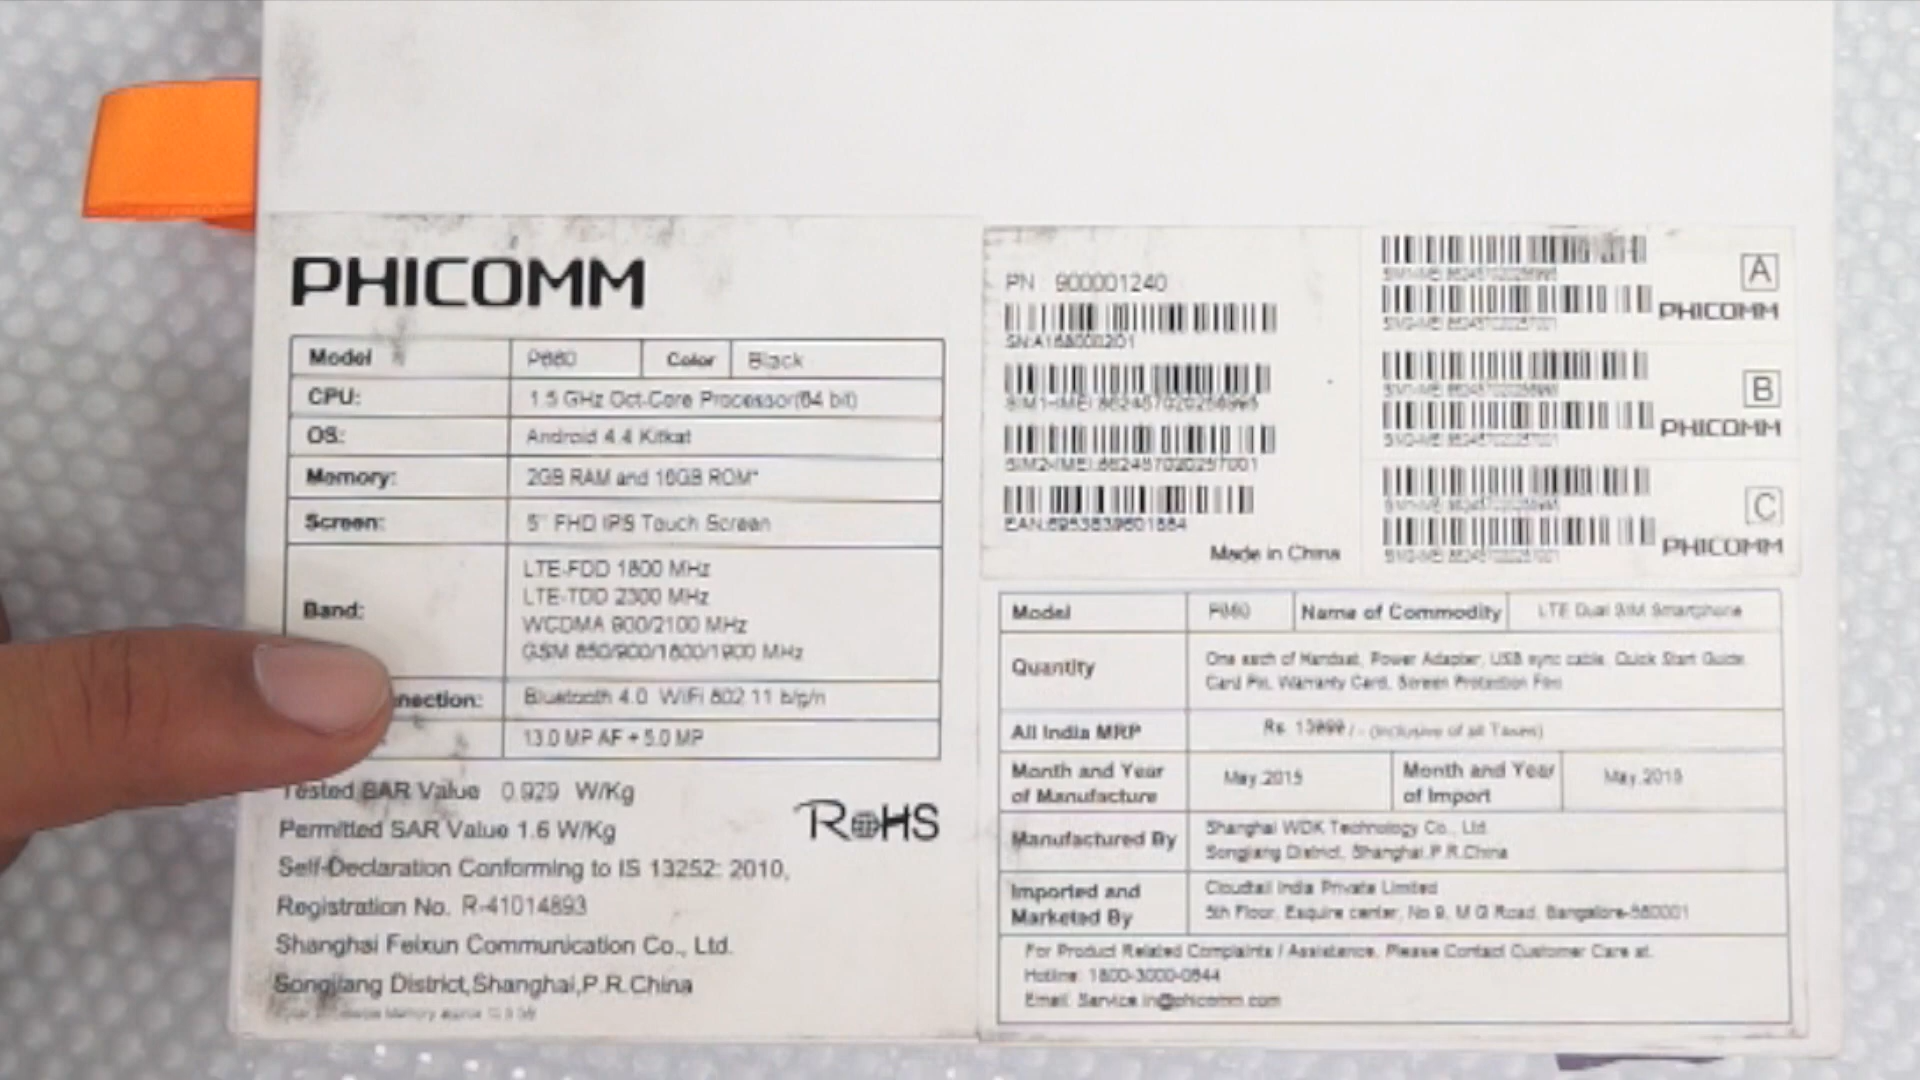 PHICOMM
Model P660 Color Black
CPU: 1.5 GHz Oct-Core Processor(64 bit)
OS: Android 4.4 Kitkat
Memory: 2GB RAM and 16GB ROM*
Screen: 5" FHD IPS Touch Screen
Band:
LTE-FDD 1800 MHz
LTE-TDD 2300 MHz
WCDMA 900/2100 MHz
GSM 850/900/1800/1900 MHz
nnection: Bluetooth 4.0 WiFi 802 11 b/g/n
13.0 MP AF + 5.0 MP
Tested SAR Value 0.929 W/Kg
Permitted SAR Value 1.6 W/Kg
RoHS
Self-Declaration Conforming to IS 13252: 2010,
Registration No. R-41014893
Shanghai Feixun Communication Co., Ltd.
Songjiang District,Shanghai,P.R.China
PN 900001240
SIM2-IMEI:862457020257001
Made in China
A
PHICOMM
B
PHICOMM
C
PHICOMM
Model P660 Name of Commodity LTE Dual SIM Smartphone
Quantity One each of Handset, Power Adapter, USB sync cable, Quick Start Guide,
Card Pin, Warranty Card, Screen Protection Film
All India MRP Rs. /- (Inclusive of all Taxes)
Month and Year of Manufacture May.2015 Month and Year of Import May.2015
Manufactured By Shanghai WDK Technology Co., Ltd
Songjiang District, Shanghai,P.R.China
Imported and Marketed By Cloudtail India Private Limited
5th Floor, Esquire center, No 9, M G Road, Bangalore-560001
For Product Related Complaints / Assistance, Please Contact Customer Care at.
Hotline: 1800-3000-0844
Email: Service.in@phicomm.com